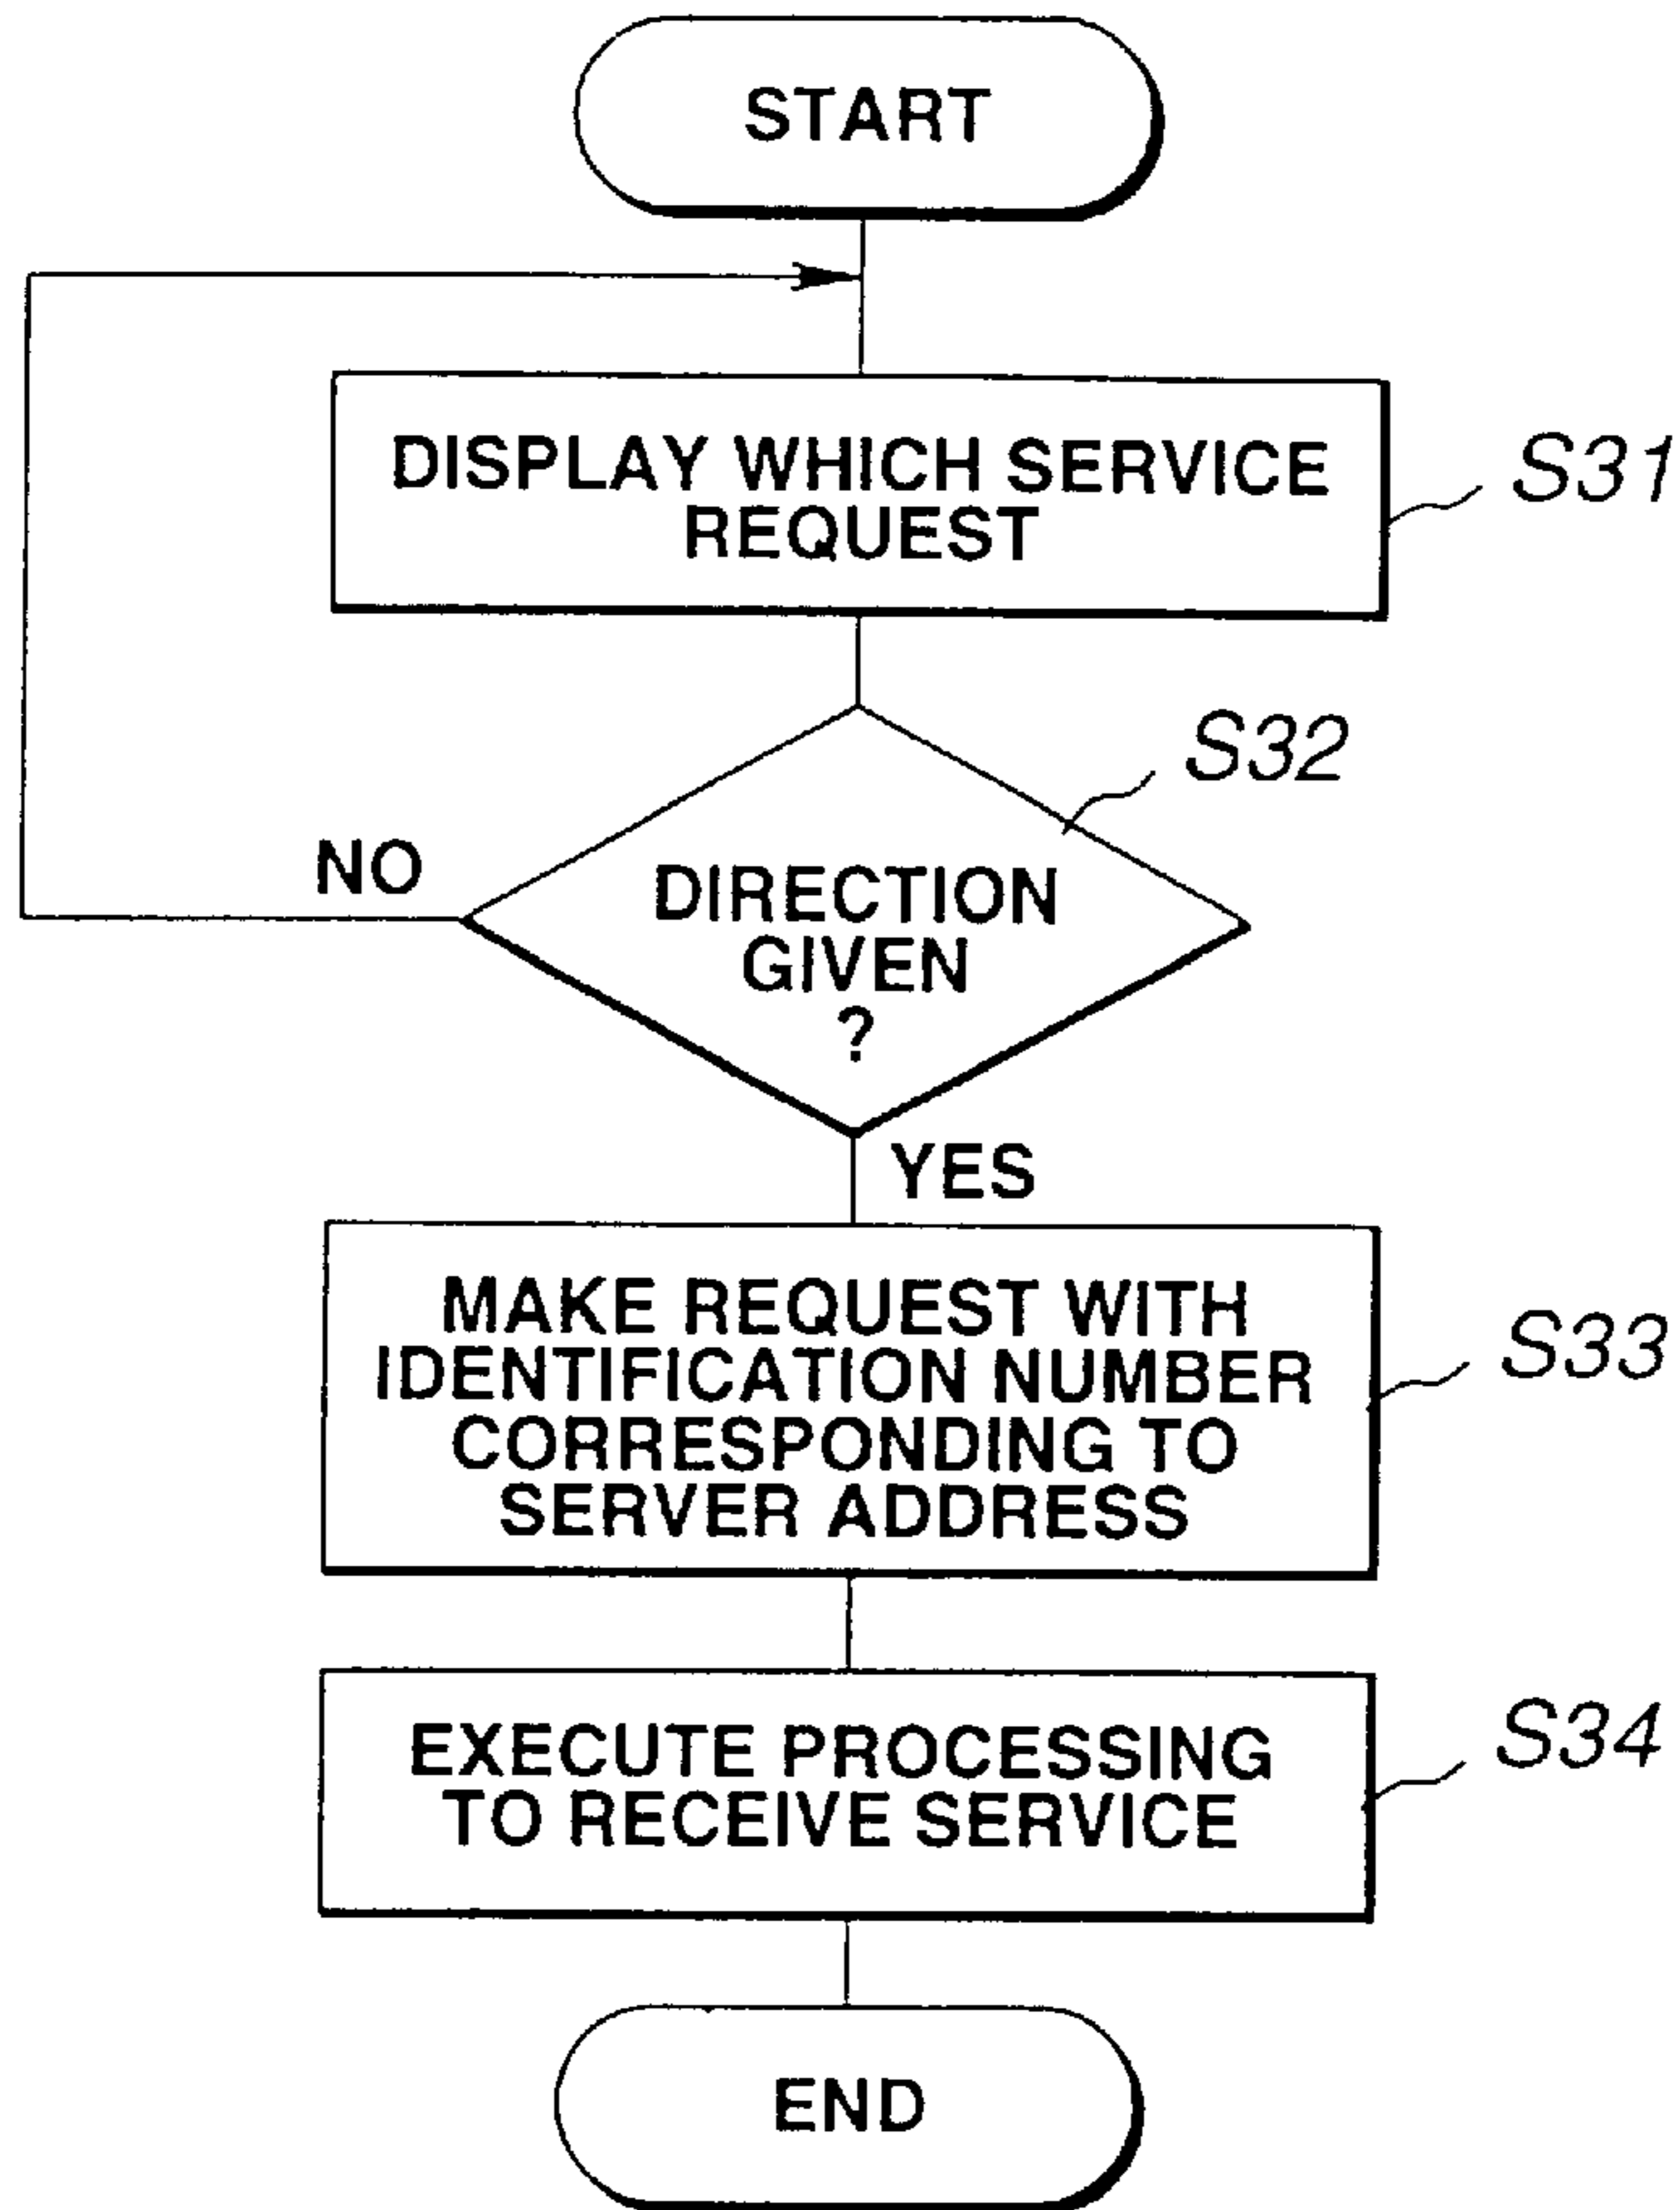 START
DISPLAY WHICH SERVICE
REQUEST
S31
S32
NO
DIRECTION
GIVEN
?
YES
MAKE REQUEST WITH
IDENTIFICATION NUMBER
CORRESPONDING TO
SERVER ADDRESS
S33
EXECUTE PROCESSING
TO RECEIVE SERVICE
S34
END